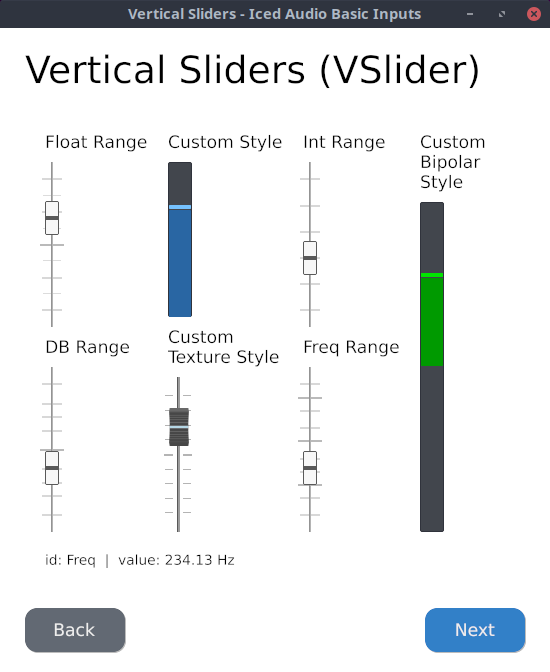 Vertical Sliders - Iced Audio Basic Inputs
Vertical Sliders (VSlider)
Float Range
Custom Style
Int Range
Custom
Bipolar
Style
DB Range
Custom
Texture Style
Freq Range
id: Freq | value: 234.13 Hz
Back
Next